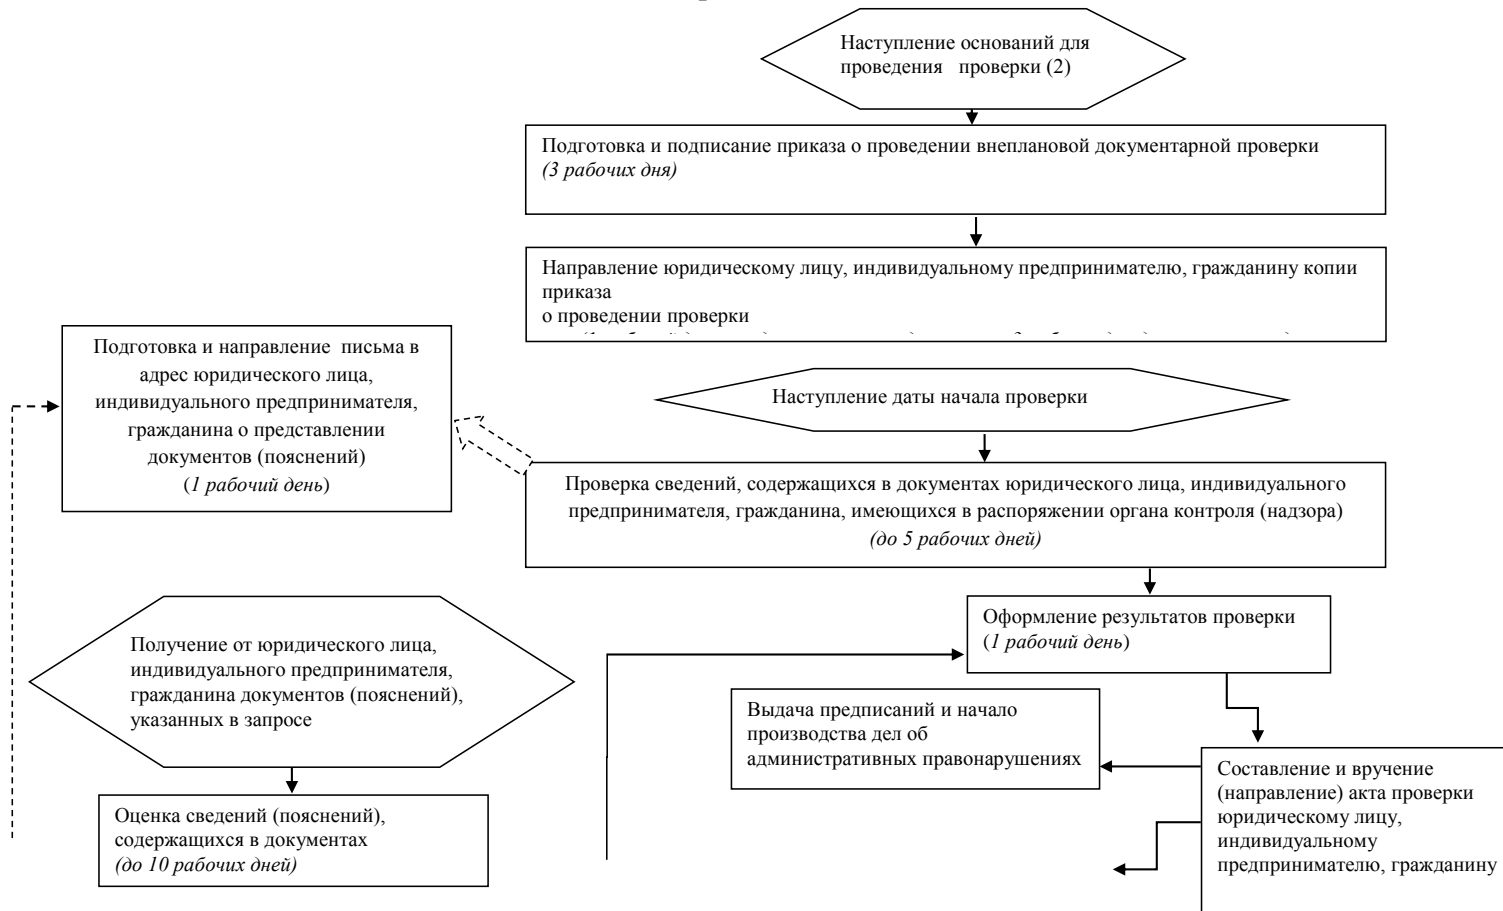 Наступление оснований для
проведения проверки (2)
Подготовка и подписание приказа о проведении внеплановой документарной проверки
(3 рабочих дня)
Направление юридическому лицу, индивидуальному предпринимателю, гражданину копии
приказа
о проведении проверки
Подготовка и направление письма в
адрес юридического лица,
индивидуального предпринимателя,
гражданина о представлении
документов (пояснений)
(1 рабочий день)
Наступление даты начала проверки
Проверка сведений, содержащихся в документах юридического лица, индивидуального
предпринимателя, гражданина, имеющихся в распоряжении органа контроля (надзора)
(до 5 рабочих дней)
Оформление результатов проверки
(1 рабочий день)
Получение от юридического лица,
индивидуального предпринимателя,
гражданина документов (пояснений),
указанных в запросе
Выдача предписаний и начало
производства дел об
административных правонарушениях
Составление и вручение
(направление) акта проверки
юридическому лицу,
индивидуальному
предпринимателю, гражданину
Оценка сведений (пояснений),
содержащихся в документах
(до 10 рабочих дней)